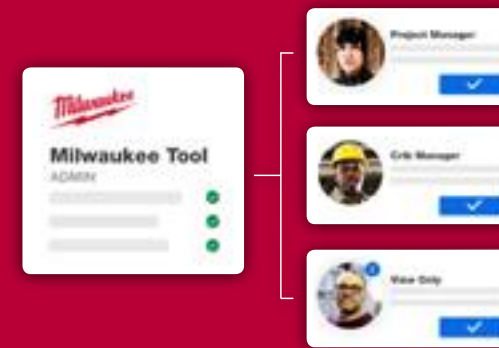 Milwaukee
Milwaukee Tool
ADMIN
Project Manager
Crib Manager
View Only